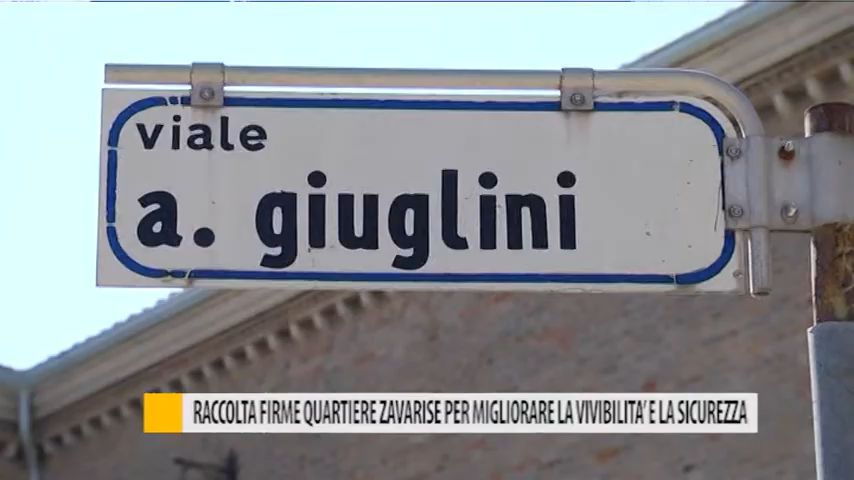 viale
a. giuglini
RACCOLTA FIRME QUARTIERE ZAVARISE PER MIGLIORARE LA VIVIBILITA' E LA SICUREZZA